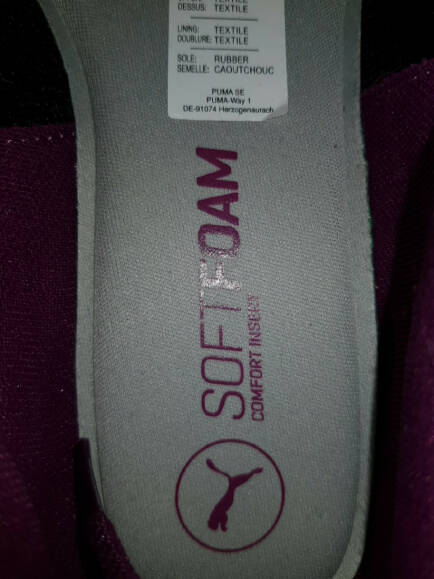 DESSUS: TEXTILE
LINING: TEXTILE
DOUBLURE: TEXTILE
SOLE: RUBBER
SEMELLE: CAOUTCHOUC
PUMA SE
PUMA-Way 1
DE-91074 Herzogenaurach
SOFTFOAM
COMFORT INSERT